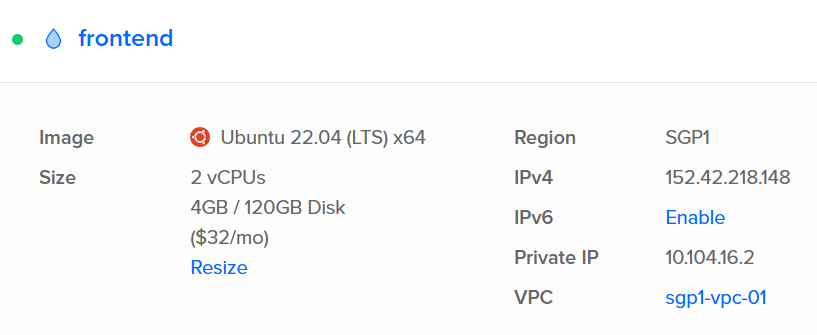 frontend
Image
Ubuntu 22.04 (LTS) x64
Size
2 vCPUs
4GB / 120GB Disk
($32/mo)
Resize
Region
SGP1
IPv4
152.42.218.148
IPv6
Enable
Private IP
10.104.16.2
VPC
sgp1-vpc-01